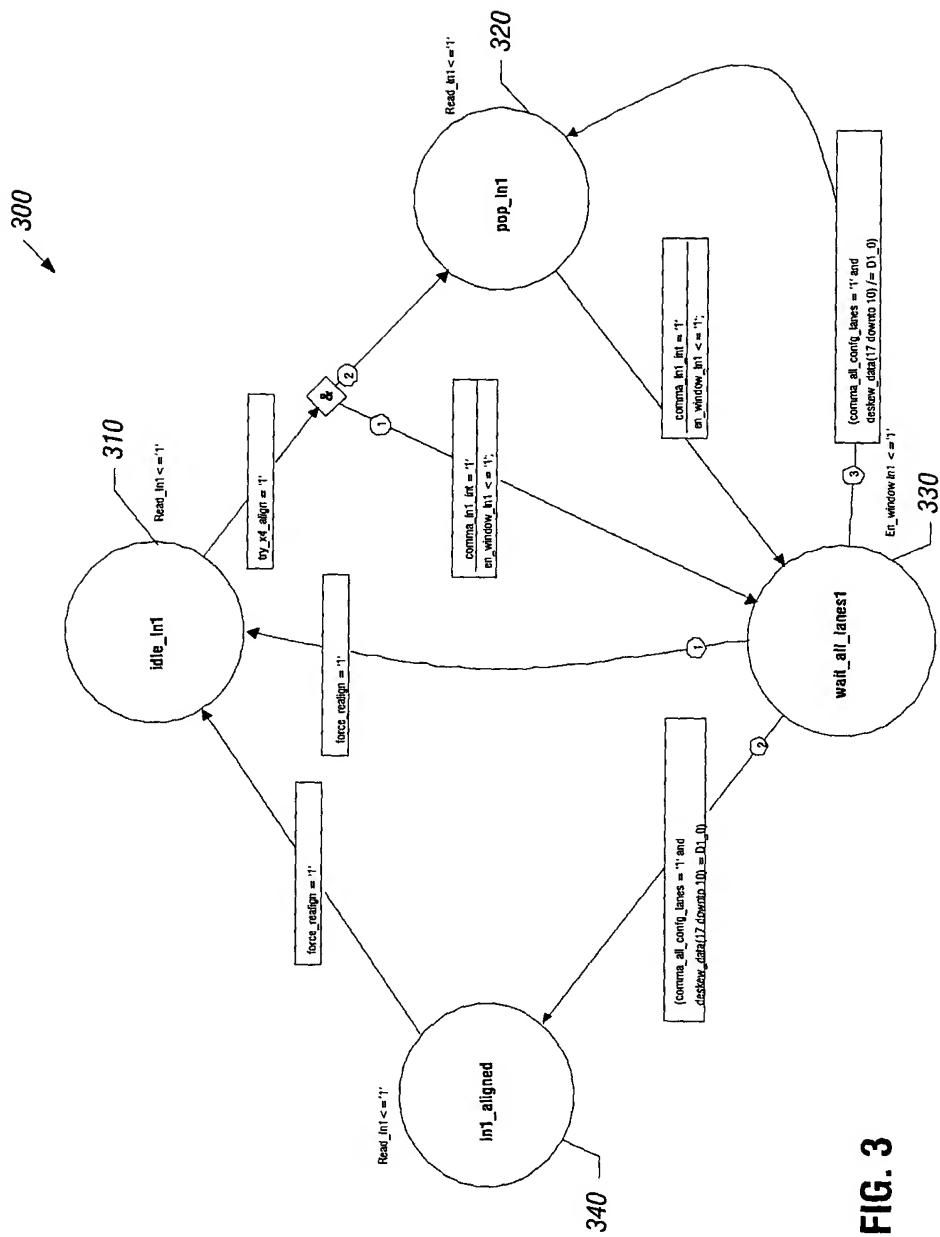 300
310
Read_ln1 <= '1'
idle_ln1
320
Read_ln1 <= '1'
pop_ln1
try_x4_align = '1'
&
2
1
comma_ln1_int = '1'
en_window_ln1 <= '1';
comma_ln1_int = '1'
en_window_ln1 <= '1';
force_realign = '1'
force_realign = '1'
1
2
3
(comma_all_confg_lanes = '1' and
deskew_data(17 downto 10) /= D1_0)
(comma_all_confg_lanes = '1' and
deskew_data(17 downto 10) = D1_0)
En_window ln1 <= '1'
330
wait_all_lanes1
Read_ln1 <= '1'
ln1_aligned
340
FIG. 3